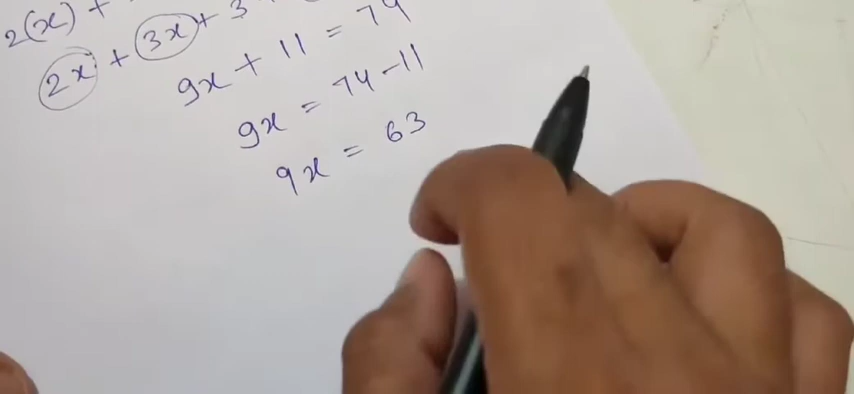 2(x) +
2x + 3x + 3
9x + 11 = 74
9x = 74 - 11
9x = 63